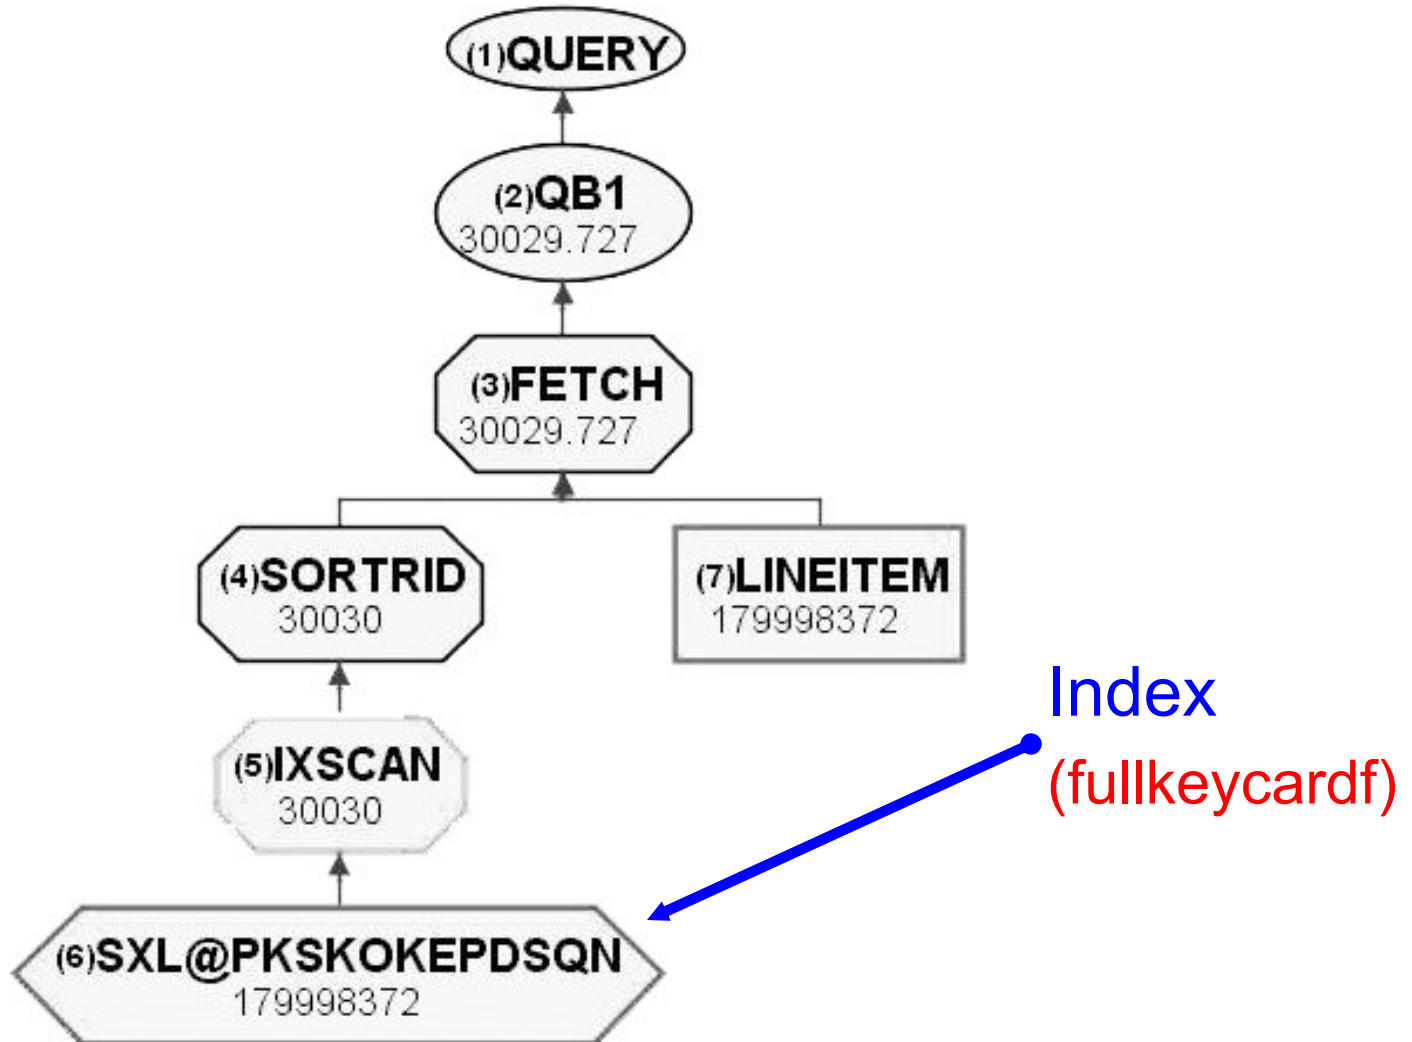 (1)QUERY
(2)QB1
30029.727
(3)FETCH
30029.727
(4)SORTRID
30030
(7)LINEITEM
179998372
Index
(fullkeycardf)
(5)IXSCAN
30030
(6)SXL@PKSKOKEPDSQN
179998372